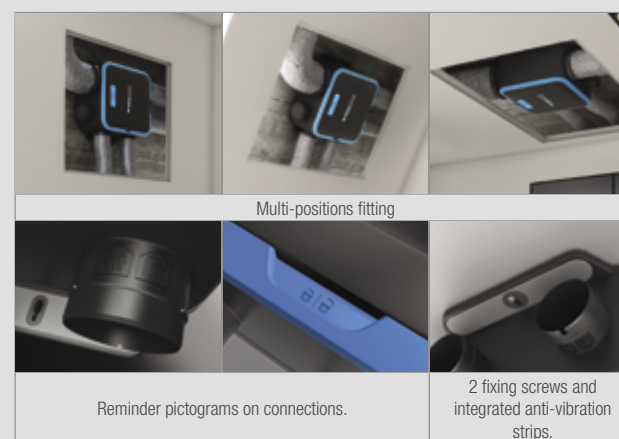 Multi-positions fitting
Reminder pictograms on connections.
2 fixing screws and
integrated anti-vibration
strips.